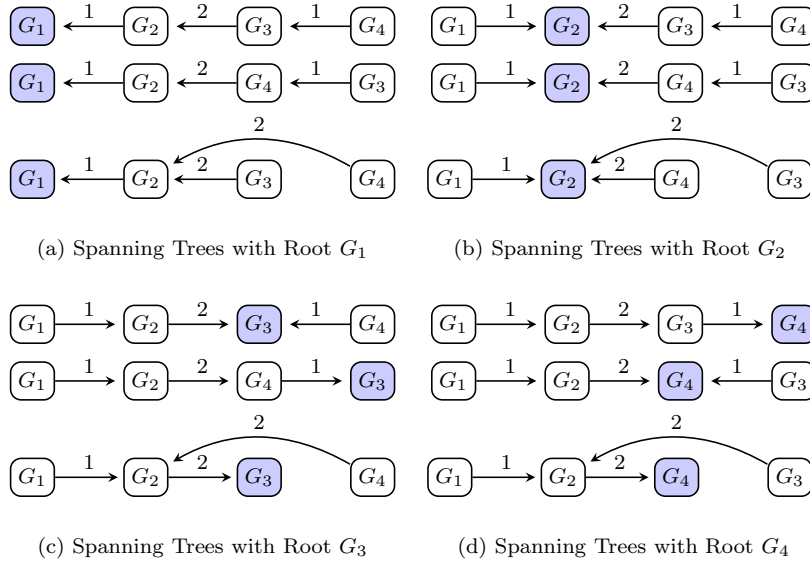 1 2 1
G1 G2 G3 G4
1 2 1
G1 G2 G4 G3
2
1 2
G1 G2 G3 G4
(a) Spanning Trees with Root G1
1 2 1
G1 G2 G3 G4
1 2 1
G1 G2 G4 G3
2
1 2
G1 G2 G4 G3
(b) Spanning Trees with Root G2
1 2 1
G1 G2 G3 G4
1 2 1
G1 G2 G4 G3
2
1 2
G1 G2 G3 G4
(c) Spanning Trees with Root G3
1 2 1
G1 G2 G3 G4
1 2 1
G1 G2 G4 G3
2
1 2
G1 G2 G4 G3
(d) Spanning Trees with Root G4